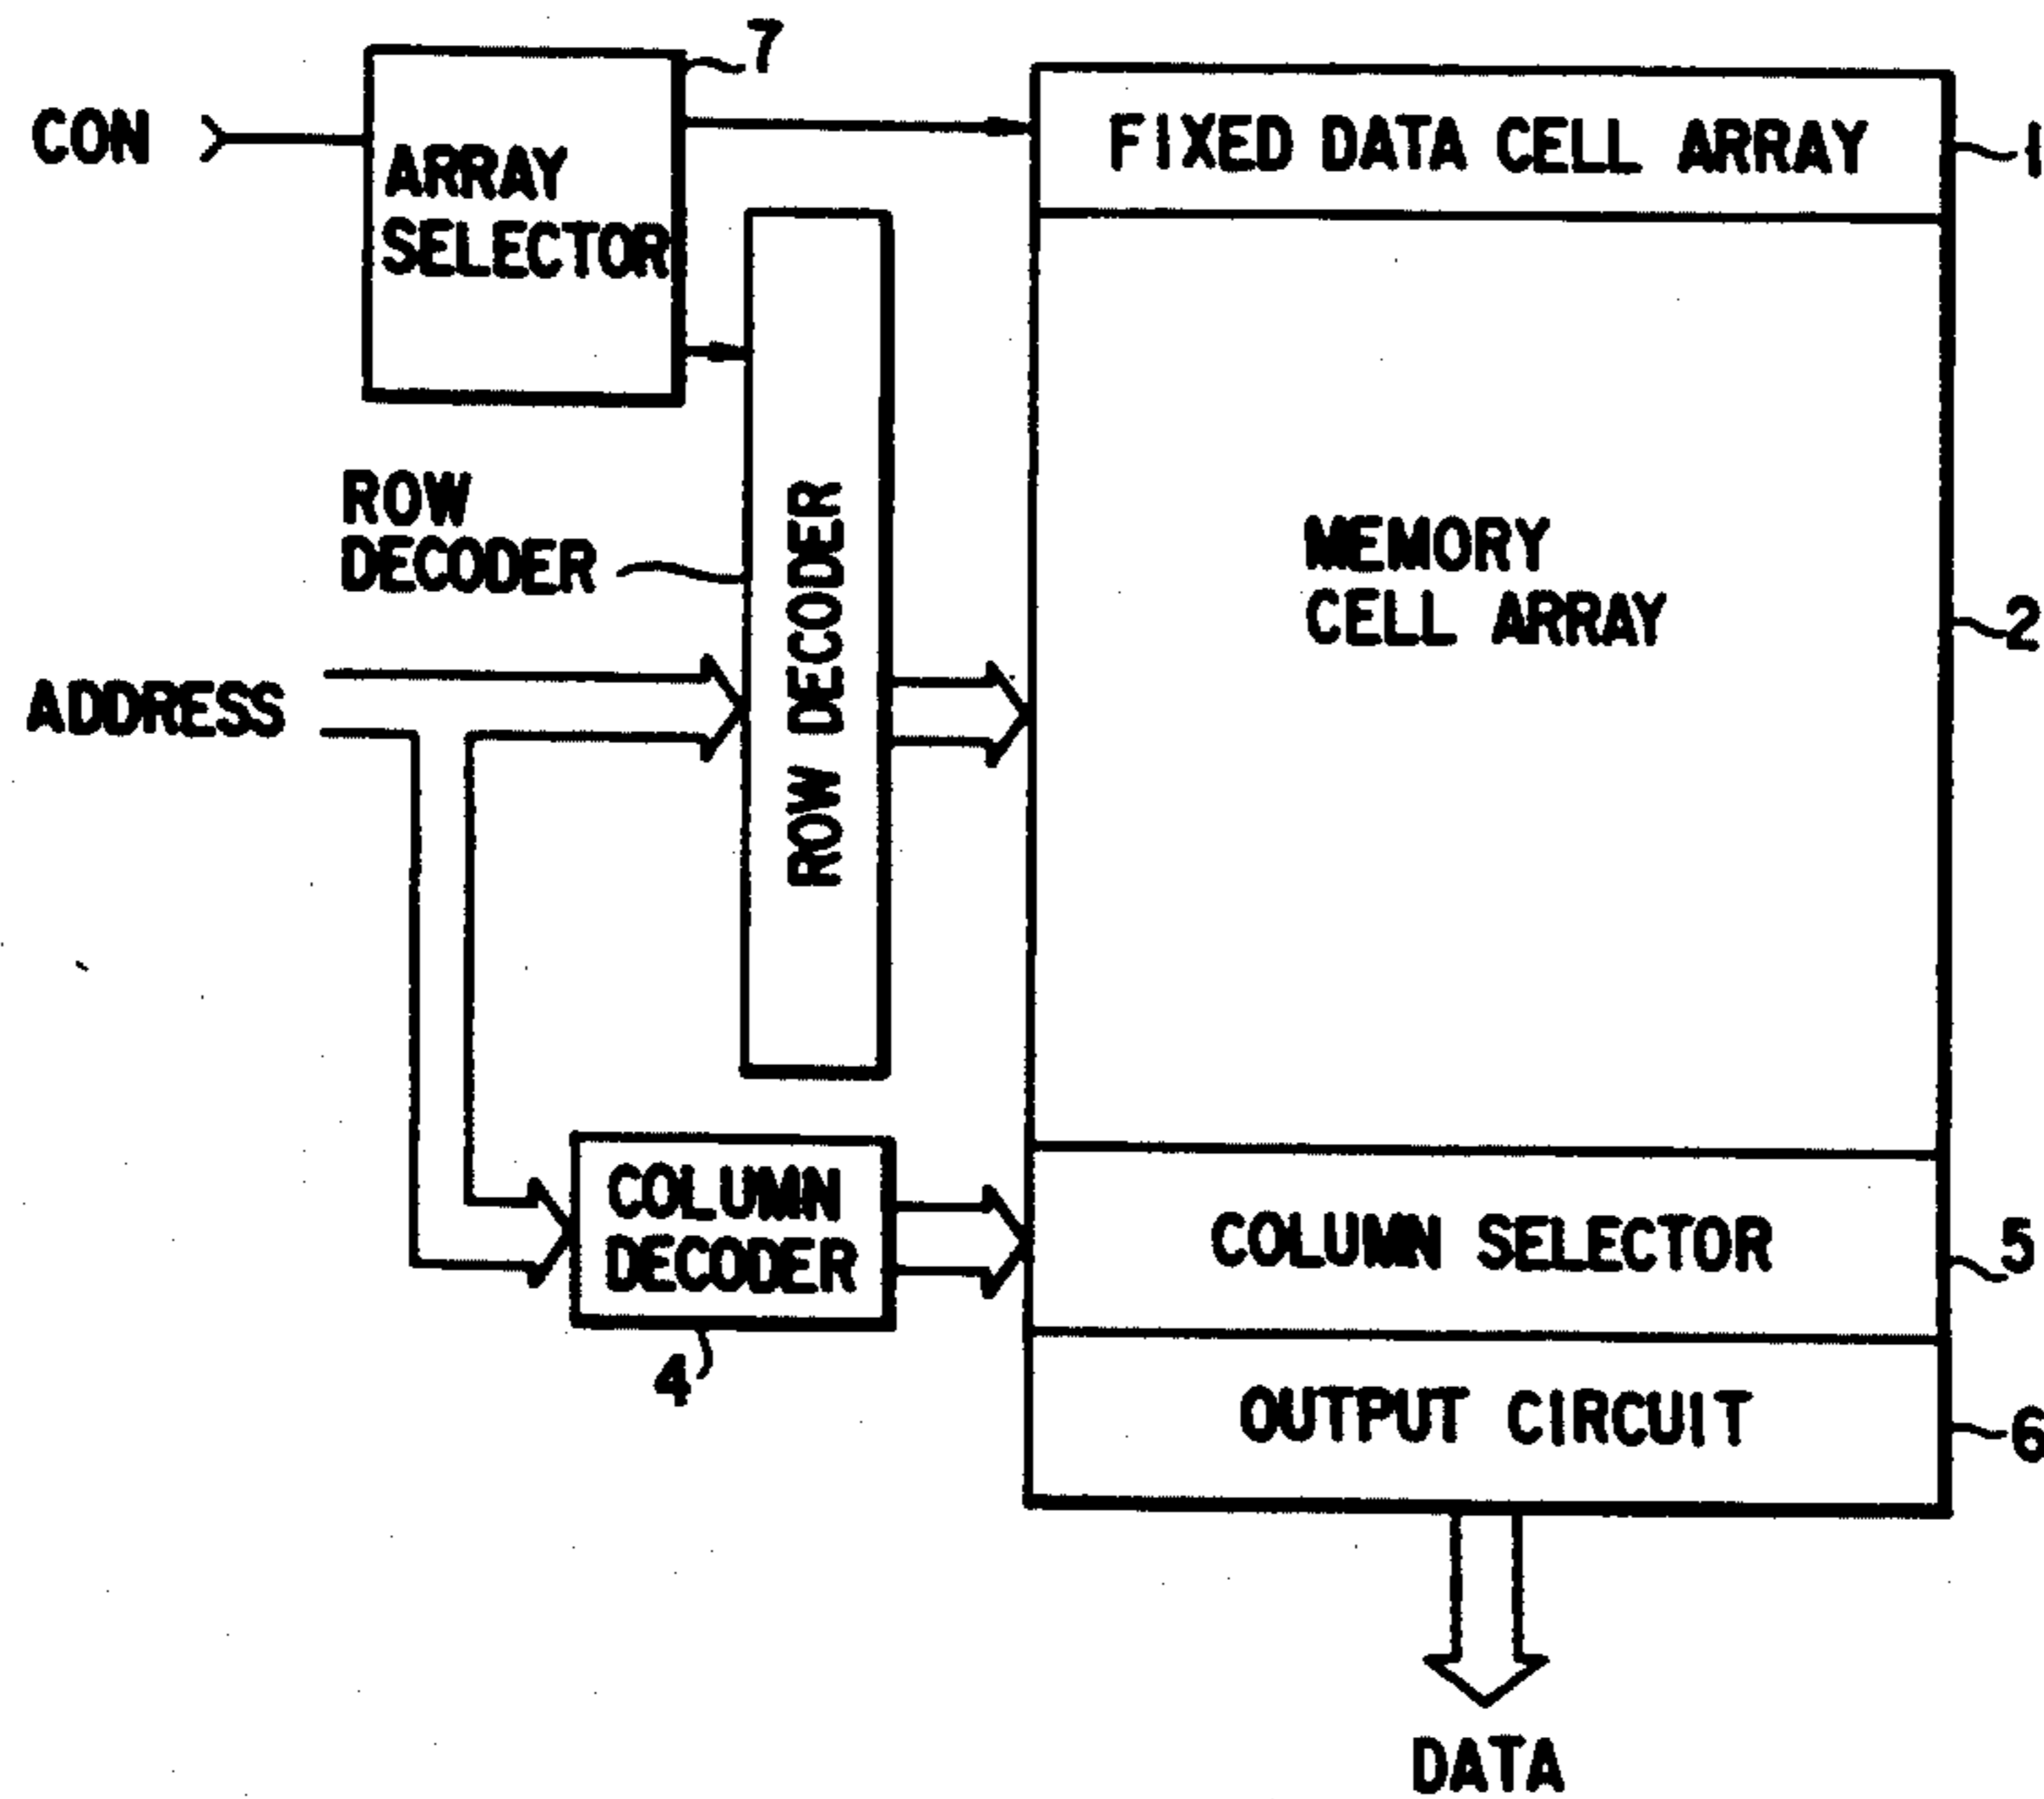 7
CON
ARRAY
SELECTOR
FIXED DATA CELL ARRAY
1
ROW
DECODER
ROW DECODER
MEMORY
CELL ARRAY
2
ADDRESS
COLUMN
DECODER
4
COLUMN SELECTOR
5
OUTPUT CIRCUIT
6
DATA